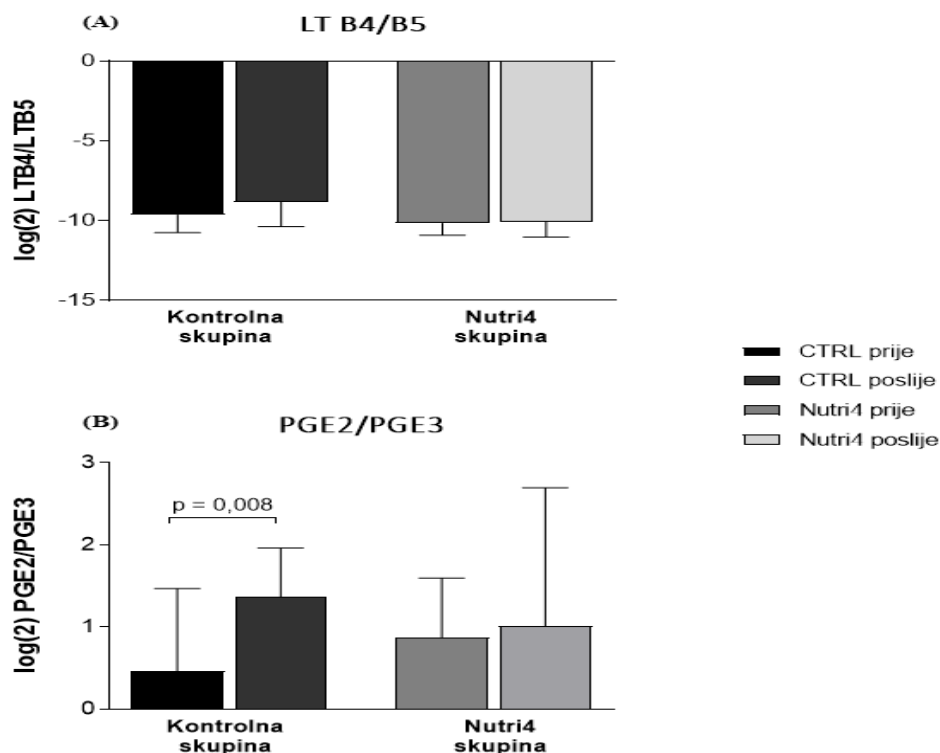 (A)
LT B4/B5
log(2) LTB4/LTB5
0
-5
-10
-15
Kontrolna
skupina
Nutri4
skupina
CTRL prije
CTRL poslije
Nutri4 prije
Nutri4 poslije
(B)
PGE2/PGE3
log(2) PGE2/PGE3
3
2
1
0
p = 0,008
Kontrolna
skupina
Nutri4
skupina